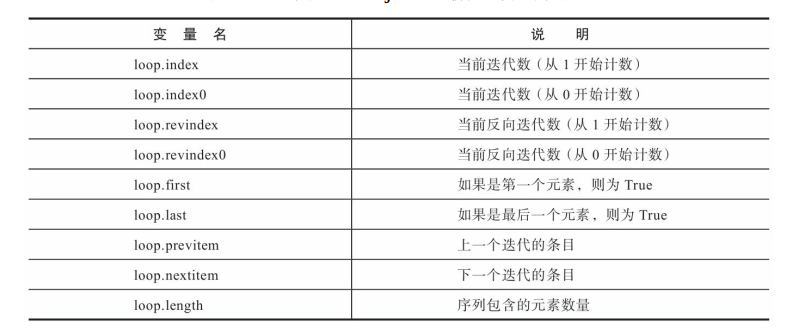 变 量 名 说 明
loop.index 当前迭代数（从 1 开始计数）
loop.index0 当前迭代数（从 0 开始计数）
loop.revindex 当前反向迭代数（从 1 开始计数）
loop.revindex0 当前反向迭代数（从 0 开始计数）
loop.first 如果是第一个元素，则为 True
loop.last 如果是最后一个元素，则为 True
loop.previtem 上一个迭代的条目
loop.nextitem 下一个迭代的条目
loop.length 序列包含的元素数量